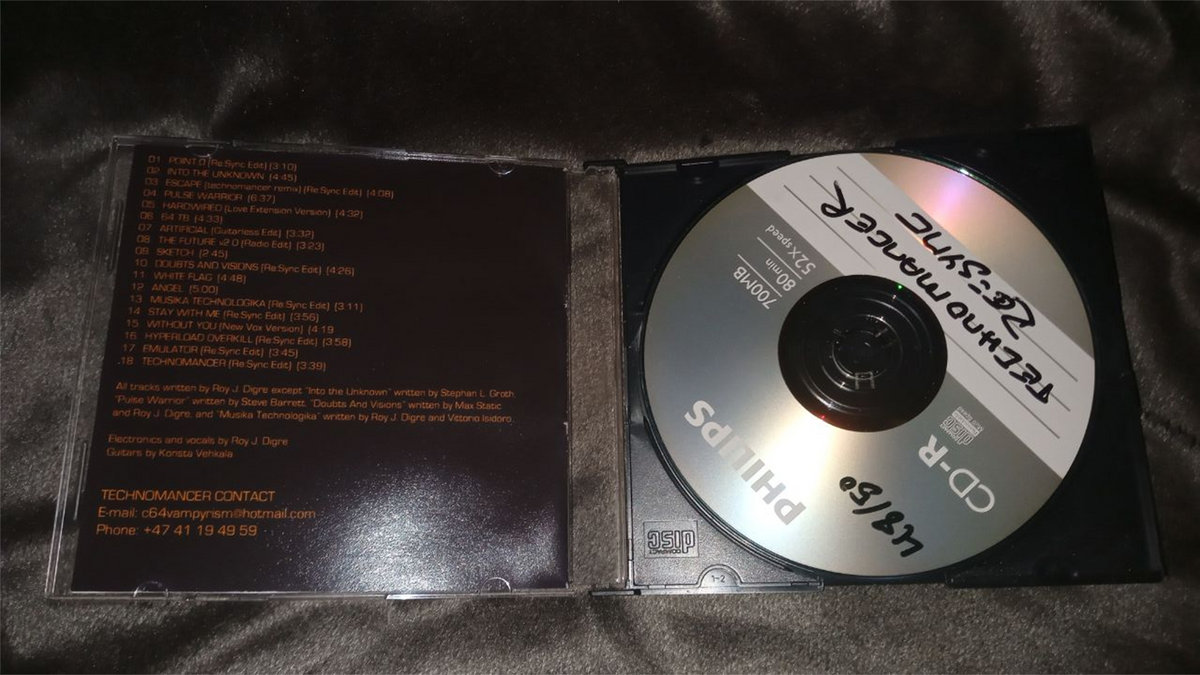 01. POINT.0 (Re:Sync Edit) (3:10)
02. INTO THE UNKNOWN (4:45)
03. ESCAPE (technomancer remix) (Re:Sync Edit) (4:08)
04. PULSE WARRIOR (6:37)
05. HARDWIRED (Love Extension Version) (4:32)
06. 64 TB (4:33)
07. ARTIFICIAL (Guitarless Edit) (3:32)
08. THE FUTURE v2.0 (Radio Edit) (3:23)
09. SKETCH (2:45)
10. DOUBTS AND VISIONS (Re:Sync Edit) (4:26)
11. WHITE FLAG (4:48)
12. ANGEL (5:00)
13. MUSIKA TECHNOLOGIKA (Re:Sync Edit) (3:11)
14. STAY WITH ME (Re:Sync Edit) (3:56)
15. WITHOUT YOU (New Vox Version) (4:19
16. HYPERLOAD OVERKILL (Re:Sync Edit) (3:58)
17. EMULATOR (Re:Sync Edit) (3:45)
.18 TECHNOMANCER (Re:Sync Edit) (3:39)
All tracks written by Roy J. Digre except "Into the Unknown" written by Stephan L. Groth,
"Pulse Warrior" written by Steve Barrett, "Doubts And Visions" written by Max Static
and Roy J. Digre, and "Musika Technologika" written by Roy J. Digre and Vittorio Isidoro.
Electronics and vocals by Roy J. Digre
Guitars by Konsta Vehkala
TECHNOMANCER CONTACT
E-mail: c64vampyrism@hotmail.com
Phone: +47 41 19 49 59
TECHNOMANCER
RE:SYNC
700MB
80min
52X speed
PHILIPS
CD-R
COMPACT
disc
48/50
COMPACT
disc
1-2